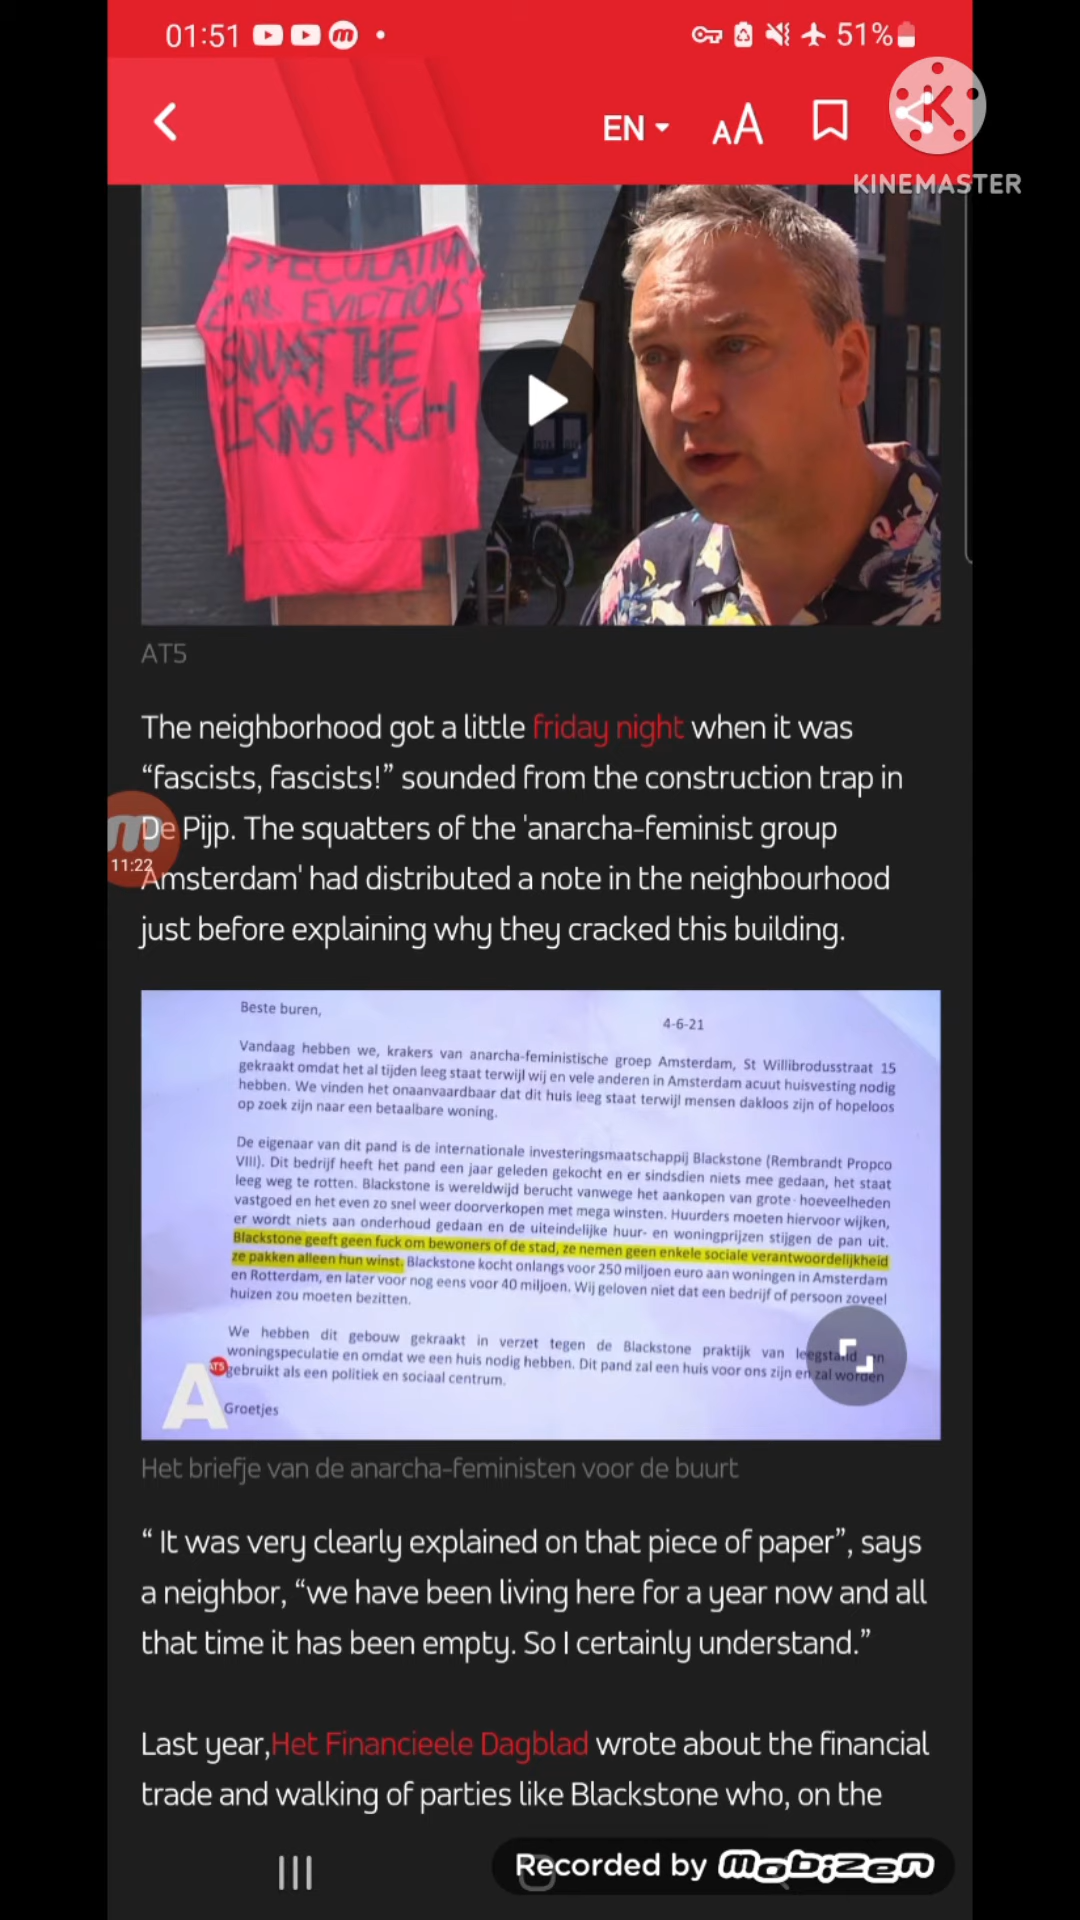 01:51
51%
EN
AA
KINEMASTER
SPECULATIN
EVICTIONS
SQUAT THE
CKING RICH
AT5
The neighborhood got a little friday night when it was
“fascists, fascists!” sounded from the construction trap in
De Pijp. The squatters of the 'anarcha-feminist group
11:22
Amsterdam' had distributed a note in the neighbourhood
just before explaining why they cracked this building.
Beste buren,
4-6-21
Vandaag hebben we, krakers van anarcha-feministische groep Amsterdam, St Willibrodusstraat 15
gekraakt omdat het al tijden leeg staat terwijl wij en vele anderen in Amsterdam acuut huisvesting nodig
hebben. We vinden het onaanvaardbaar dat dit huis leeg staat terwijl mensen dakloos zijn of hopeloos
op zoek zijn naar een betaalbare woning.
De eigenaar van dit pand is de internationale investeringsmaatschappij Blackstone (Rembrandt Propco
VIII). Dit bedrijf heeft het pand een jaar geleden gekocht en er sindsdien niets mee gedaan, het staat
leeg weg te rotten. Blackstone is wereldwijd berucht vanwege het aankopen van grote hoeveelheden
vastgoed en het even zo snel weer doorverkopen met mega winsten. Huurders moeten hiervoor wijken,
er wordt niets aan onderhoud gedaan en de uiteindelijke huur- en woningprijzen stijgen de pan uit.
Blackstone geeft geen fuck om bewoners of de stad, ze nemen geen enkele sociale verantwoordelijkheid
ze pakken alleen hun winst. Blackstone kocht onlangs voor 250 miljoen euro aan woningen in Amsterdam
en Rotterdam, en later voor nog eens voor 40 miljoen. Wij geloven niet dat een bedrijf of persoon zoveel
huizen zou moeten bezitten.
We hebben dit gebouw gekraakt in verzet tegen de Blackstone praktijk van leegstand en
woningspeculatie en omdat we een huis nodig hebben. Dit pand zal een huis voor ons zijn en zal worden
gebruikt als een politiek en sociaal centrum.
Groetjes
A AT5
Het briefje van de anarcha-feministen voor de buurt
“ It was very clearly explained on that piece of paper”, says
a neighbor, “we have been living here for a year now and all
that time it has been empty. So I certainly understand.”
Last year,Het Financieele Dagblad wrote about the financial
trade and walking of parties like Blackstone who, on the
Recorded by mobizen